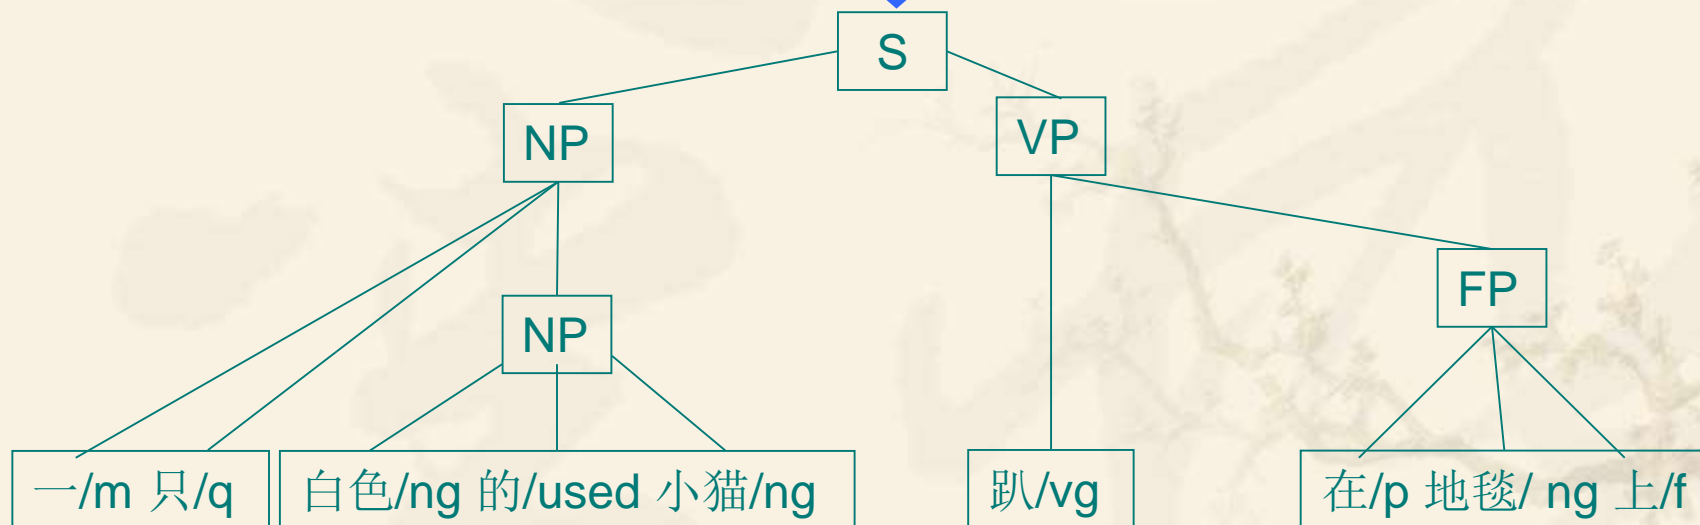 S
NP
VP
FP
NP
一/m 只/q
白色/ng 的/used 小猫/ng
趴/vg
在/p 地毯/ ng 上/f